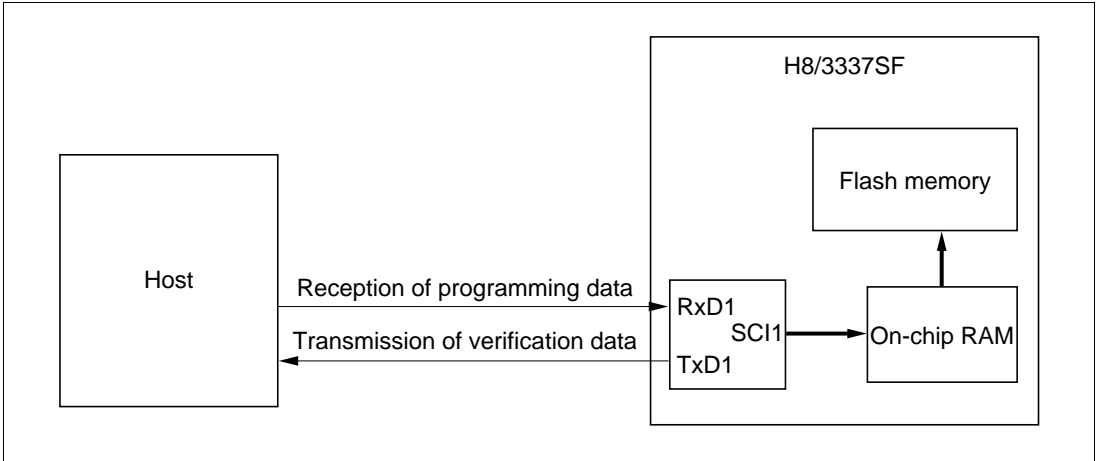 H8/3337SF
Flash memory
Host
Reception of programming data
RxD1
SCI1
On-chip RAM
Transmission of verification data
TxD1